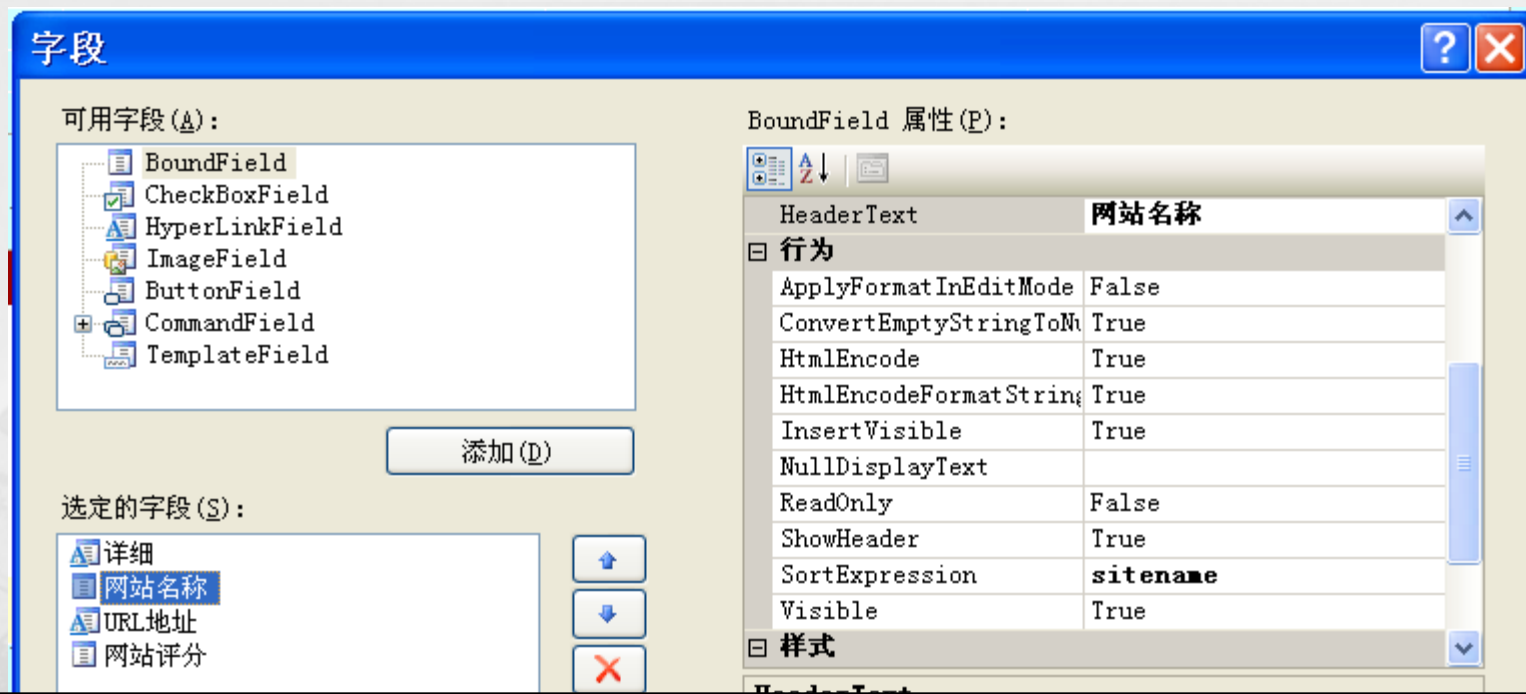 字段
可用字段(A):
BoundField
CheckBoxField
HyperLinkField
ImageField
ButtonField
CommandField
TemplateField
添加(D)
选定的字段(S):
详细
网站名称
URL地址
网站评分
BoundField 属性(P):
HeaderText 网站名称
行为
ApplyFormatInEditMode False
ConvertEmptyStringToNu True
HtmlEncode True
HtmlEncodeFormatString True
InsertVisible True
NullDisplayText
ReadOnly False
ShowHeader True
SortExpression sitename
Visible True
样式
HeaderText